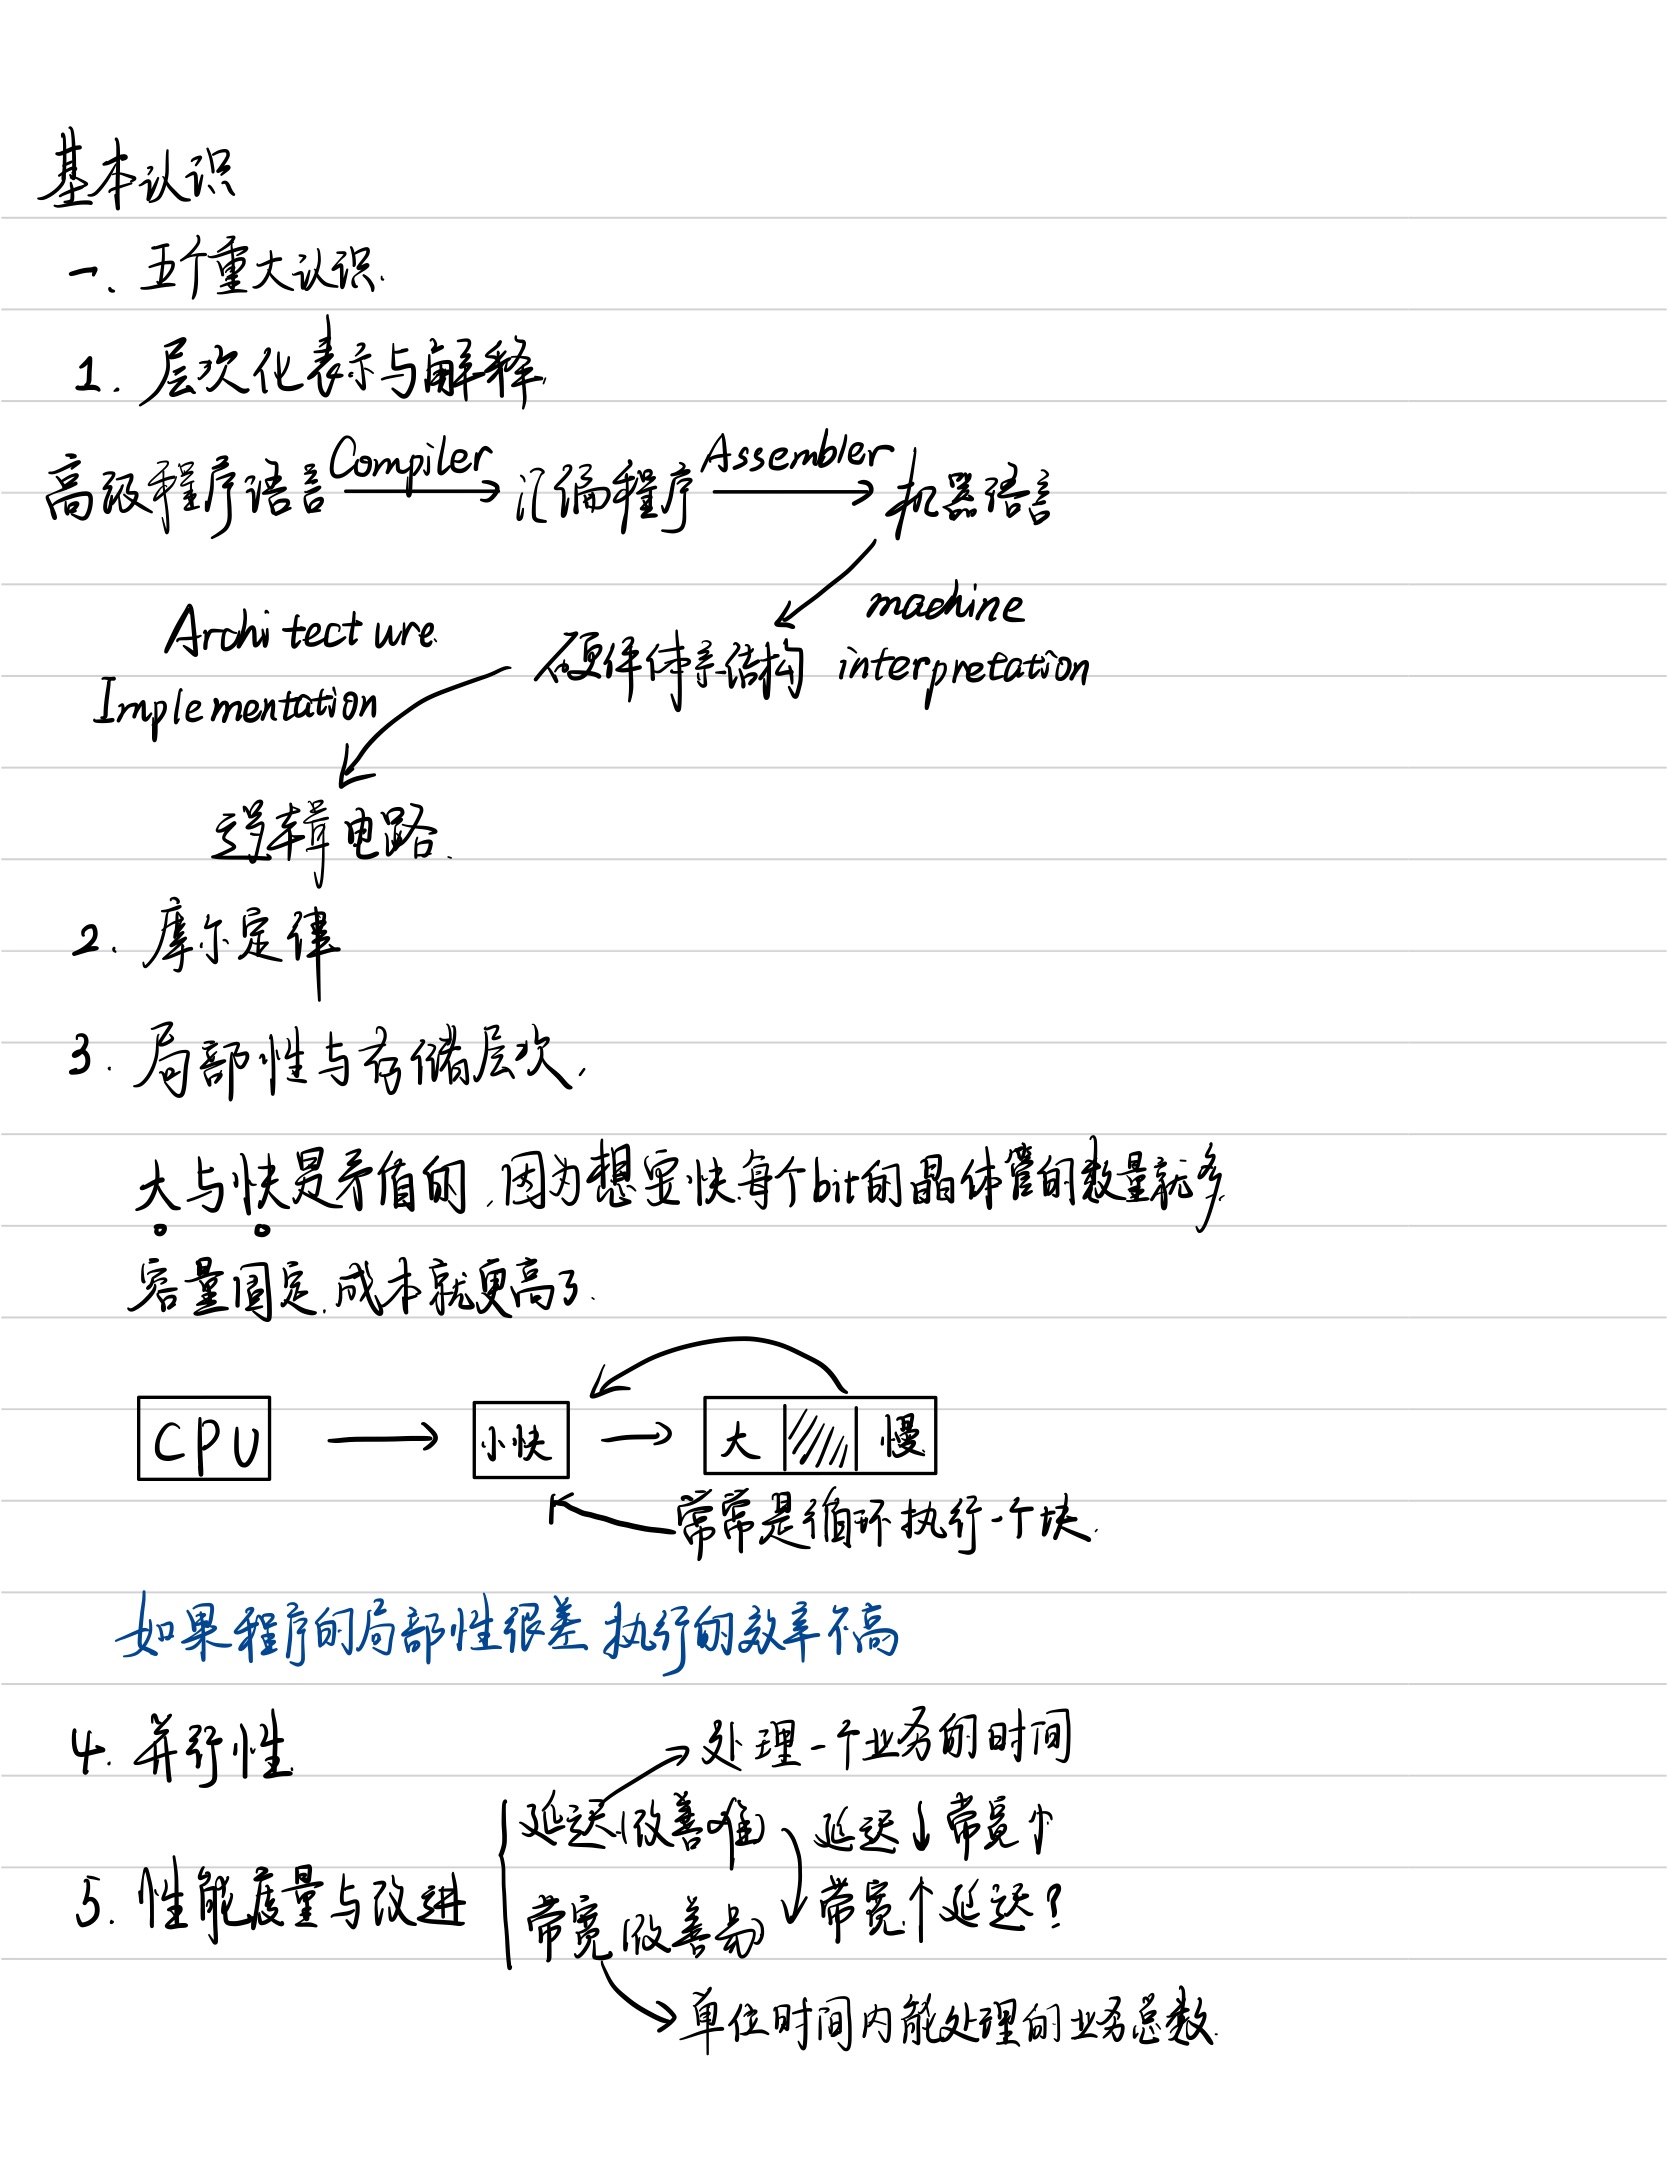 基本认识
一. 五个重大认识.
1. 层次化表示与解释.
高级程序语言 Compiler 汇编程序 Assembler 机器语言
machine
Architecture 硬件体系结构 interpretation
Implementation
逻辑电路.
2. 摩尔定律
3. 局部性与存储层次.
大与快是矛盾的,因为想要快.每个bit的晶体管的数量就多.
容量固定.成本就更高了.
CPU → 小快 → 大 慢
常常是循环执行一个块.
如果程序的局部性很差 执行的效率不高
4. 并行性.
处理一个业务的时间
延迟(改善难) 延迟↓带宽↑
5. 性能度量与改进
带宽(改善易) 带宽↑延迟?
单位时间内能处理的业务总数.